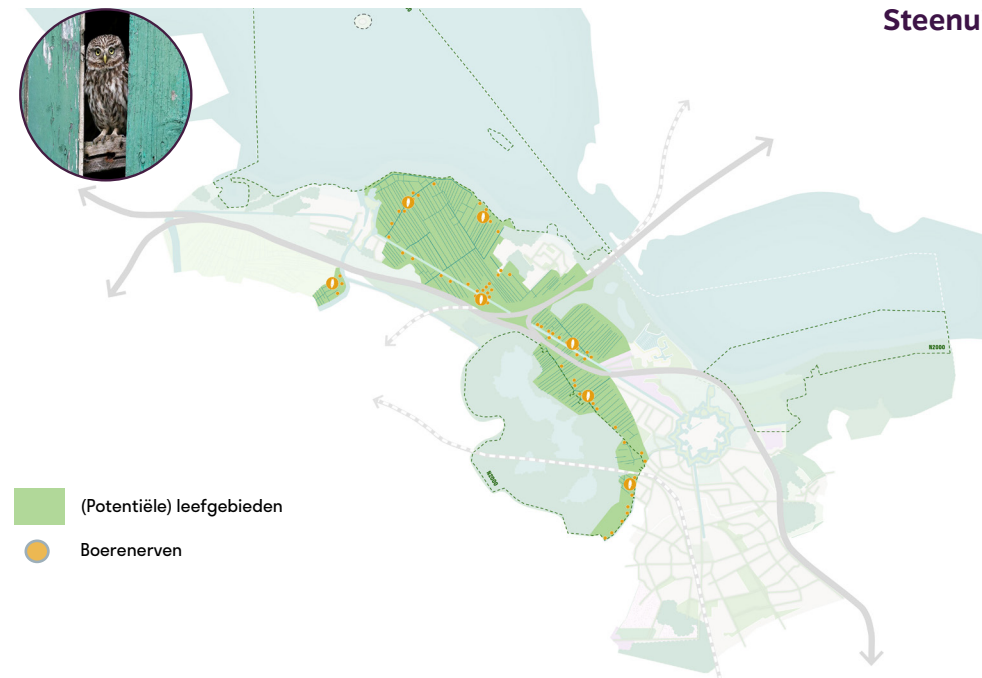 Steenu
N2000
N2000
(Potentiële) leefgebieden
Boerenerven